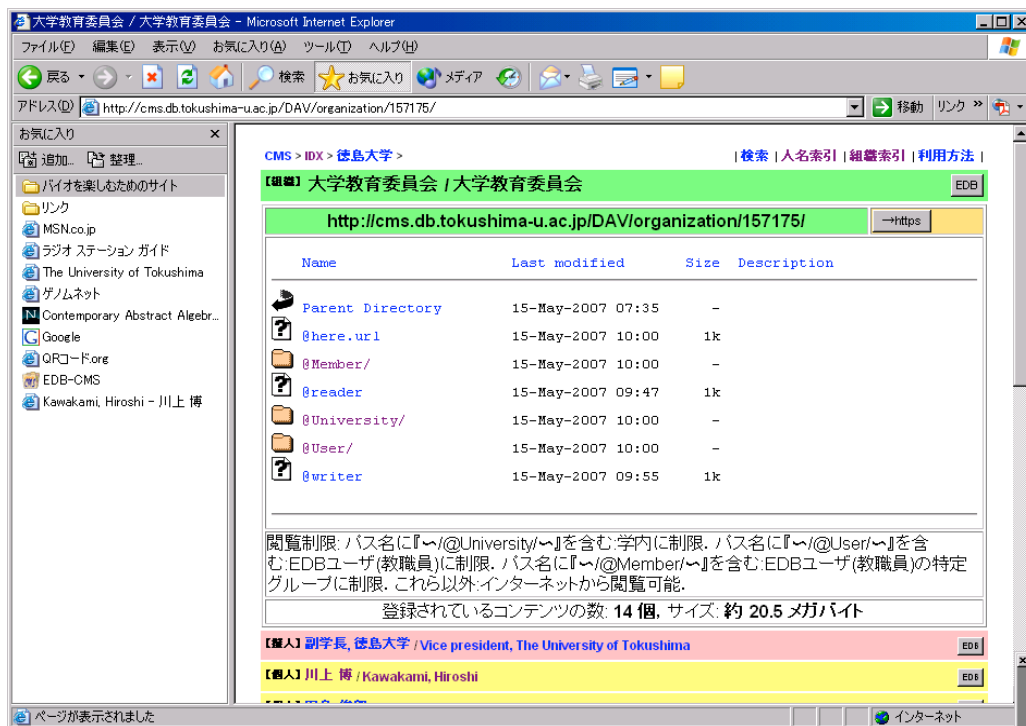 大学教育委員会 / 大学教育委員会 - Microsoft Internet Explorer
ファイル(F) 編集(E) 表示(V) お気に入り(A) ツール(T) ヘルプ(H)
戻る 検索 お気に入り メディア
アドレス(D) http://cms.db.tokushima-u.ac.jp/DAV/organization/157175/ 移動 リンク »
お気に入り ×
追加... 整理...
バイオを楽しむためのサイト
リンク
MSN.co.jp
ラジオ ステーション ガイド
The University of Tokushima
ゲノムネット
Contemporary Abstract Algebr...
Google
QRコード.org
EDB-CMS
Kawakami, Hiroshi - 川上 博
CMS > IDX > 徳島大学 > | 検索 | 人名索引 | 組織索引 | 利用方法 |
【組織】 大学教育委員会 / 大学教育委員会 EDB
http://cms.db.tokushima-u.ac.jp/DAV/organization/157175/ →https
Name Last modified Size Description
Parent Directory 15-May-2007 07:35 -
@here.url 15-May-2007 10:00 1k
@Member/ 15-May-2007 10:00 -
@reader 15-May-2007 09:47 1k
@University/ 15-May-2007 10:00 -
@User/ 15-May-2007 10:00 -
@writer 15-May-2007 09:55 1k
閲覧制限: パス名に『〜/@University/〜』を含む:学内に制限. パス名に『〜/@User/〜』を含
む:EDBユーザ(教職員)に制限. パス名に『〜/@Member/〜』を含む:EDBユーザ(教職員)の特定
グループに制限. これら以外:インターネットから閲覧可能.
登録されているコンテンツの数: 14 個, サイズ: 約 20.5 メガバイト
【擬人】 副学長, 徳島大学 / Vice president, The University of Tokushima EDB
【個人】 川上 博 / Kawakami, Hiroshi EDB
ページが表示されました インターネット